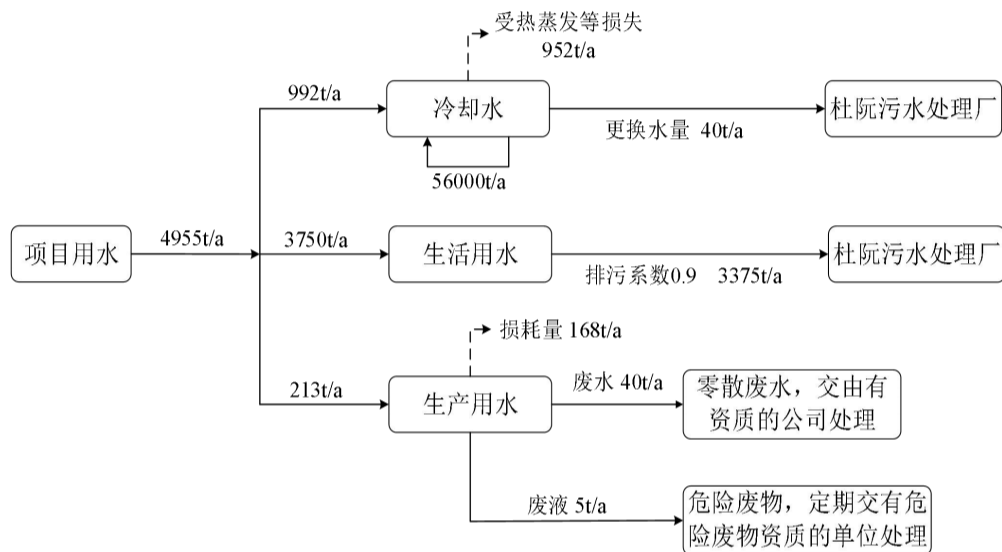 受热蒸发等损失
952t/a
992t/a
冷却水
更换水量 40t/a
杜阮污水处理厂
56000t/a
项目用水
4955t/a
3750t/a
生活用水
排污系数0.9 3375t/a
杜阮污水处理厂
损耗量 168t/a
213t/a
生产用水
废水 40t/a
零散废水，交由有
资质的公司处理
废液 5t/a
危险废物，定期交有危
险废物资质的单位处理